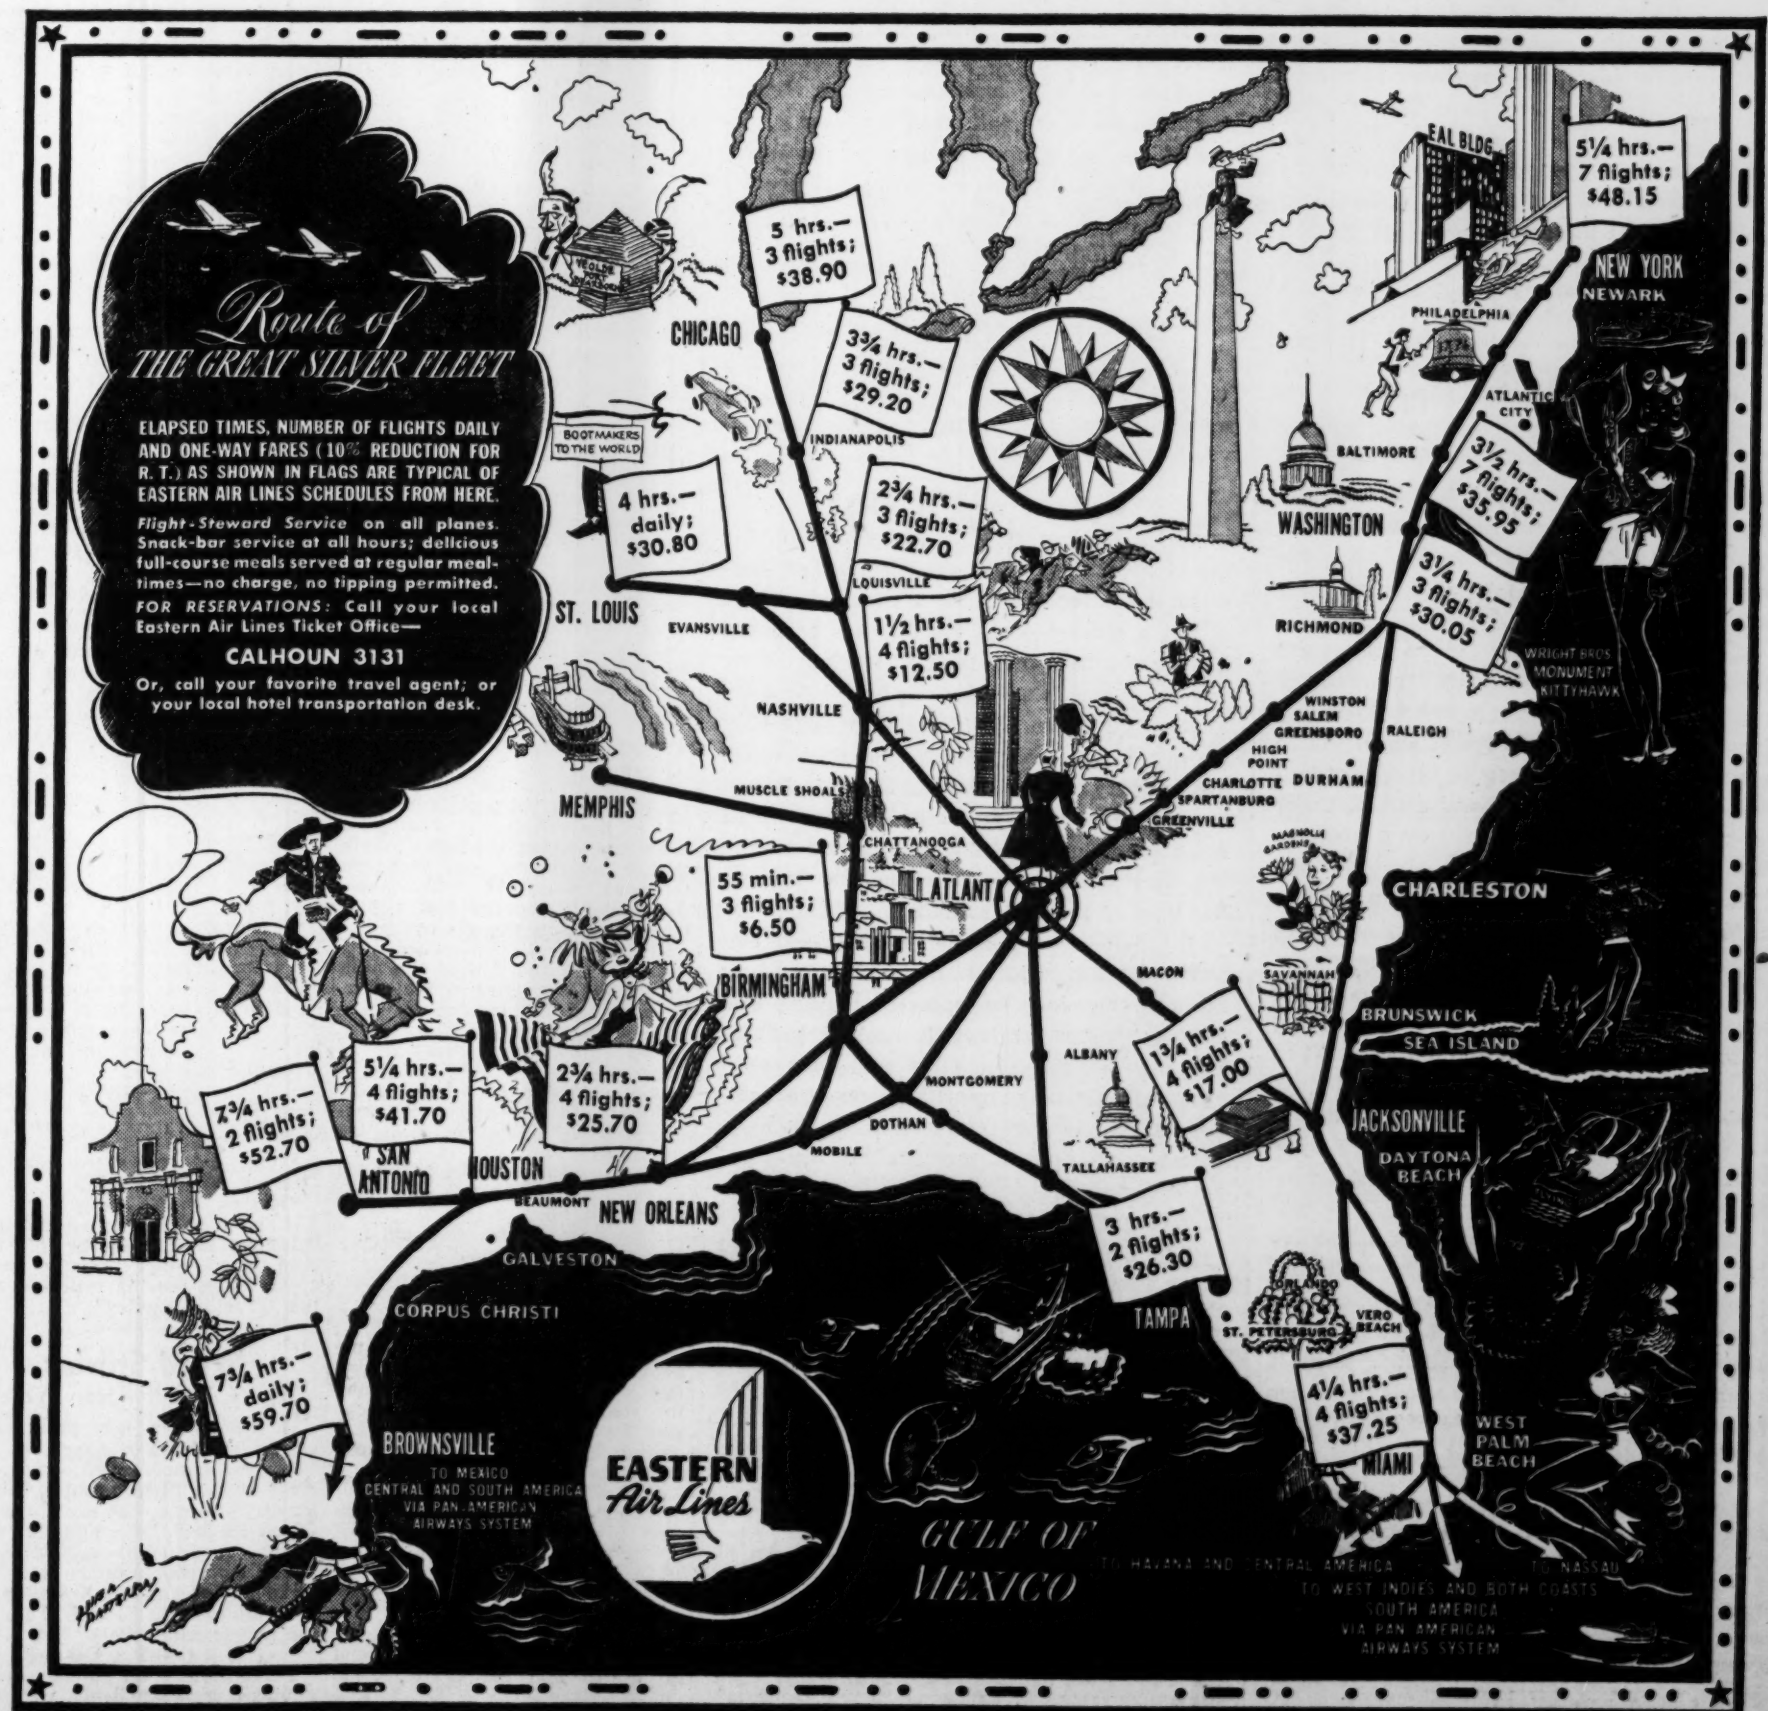 Route of
THE GREAT SILVER FLEET
ELAPSED TIMES, NUMBER OF FLIGHTS DAILY
AND ONE-WAY FARES (10% REDUCTION FOR
R. T.) AS SHOWN IN FLAGS ARE TYPICAL OF
EASTERN AIR LINES SCHEDULES FROM HERE.
Flight-Steward Service on all planes.
Snack-bar service at all hours; delicious
full-course meals served at regular meal-
times—no charge, no tipping permitted.
FOR RESERVATIONS: Call your local
Eastern Air Lines Ticket Office—
CALHOUN 3131
Or, call your favorite travel agent; or
your local hotel transportation desk.
EAL BLDG.
5¼ hrs.—
7 flights;
$48.15
NEW YORK
NEWARK
PHILADELPHIA
1776
ATLANTIC
CITY
5 hrs.—
3 flights;
$38.90
CHICAGO
3¾ hrs.—
3 flights;
$29.20
INDIANAPOLIS
BOOTMAKERS
TO THE WORLD
4 hrs.—
daily;
$30.80
ST. LOUIS
EVANSVILLE
2¾ hrs.—
3 flights;
$22.70
LOUISVILLE
1½ hrs.—
4 flights;
$12.50
NASHVILLE
BALTIMORE
3½ hrs.—
7 flights;
$35.95
WASHINGTON
3¼ hrs.—
3 flights;
$30.05
RICHMOND
WRIGHT BROS
MONUMENT
KITTYHAWK
WINSTON
SALEM
GREENSBORO
RALEIGH
HIGH
POINT
CHARLOTTE
DURHAM
SPARTANBURG
GREENVILLE
MUSCLE SHOALS
MEMPHIS
CHATTANOOGA
MAGNOLIA
GARDENS
55 min.—
3 flights;
$6.50
BIRMINGHAM
ATLANT
CHARLESTON
MACON
SAVANNAH
BRUNSWICK
SEA ISLAND
1¾ hrs.—
4 flights;
$17.00
ALBANY
MONTGOMERY
DOTHAN
MOBILE
TALLAHASSEE
JACKSONVILLE
DAYTONA
BEACH
7¾ hrs.—
2 flights;
$52.70
SAN
ANTONIO
5¼ hrs.—
4 flights;
$41.70
HOUSTON
2¾ hrs.—
4 flights;
$25.70
BEAUMONT
NEW ORLEANS
GALVESTON
CORPUS CHRISTI
3 hrs.—
2 flights;
$26.30
TAMPA
ORLANDO
ST. PETERSBURG
VERO
BEACH
7¾ hrs.—
daily;
$59.70
BROWNSVILLE
TO MEXICO
CENTRAL AND SOUTH AMERICA
VIA PAN-AMERICAN
AIRWAYS SYSTEM
EASTERN
Air Lines
GULF OF
MEXICO
4¼ hrs.—
4 flights;
$37.25
MIAMI
WEST
PALM
BEACH
TO HAVANA AND CENTRAL AMERICA
TO NASSAU
TO WEST INDIES AND BOTH COASTS
SOUTH AMERICA
VIA PAN AMERICAN
AIRWAYS SYSTEM